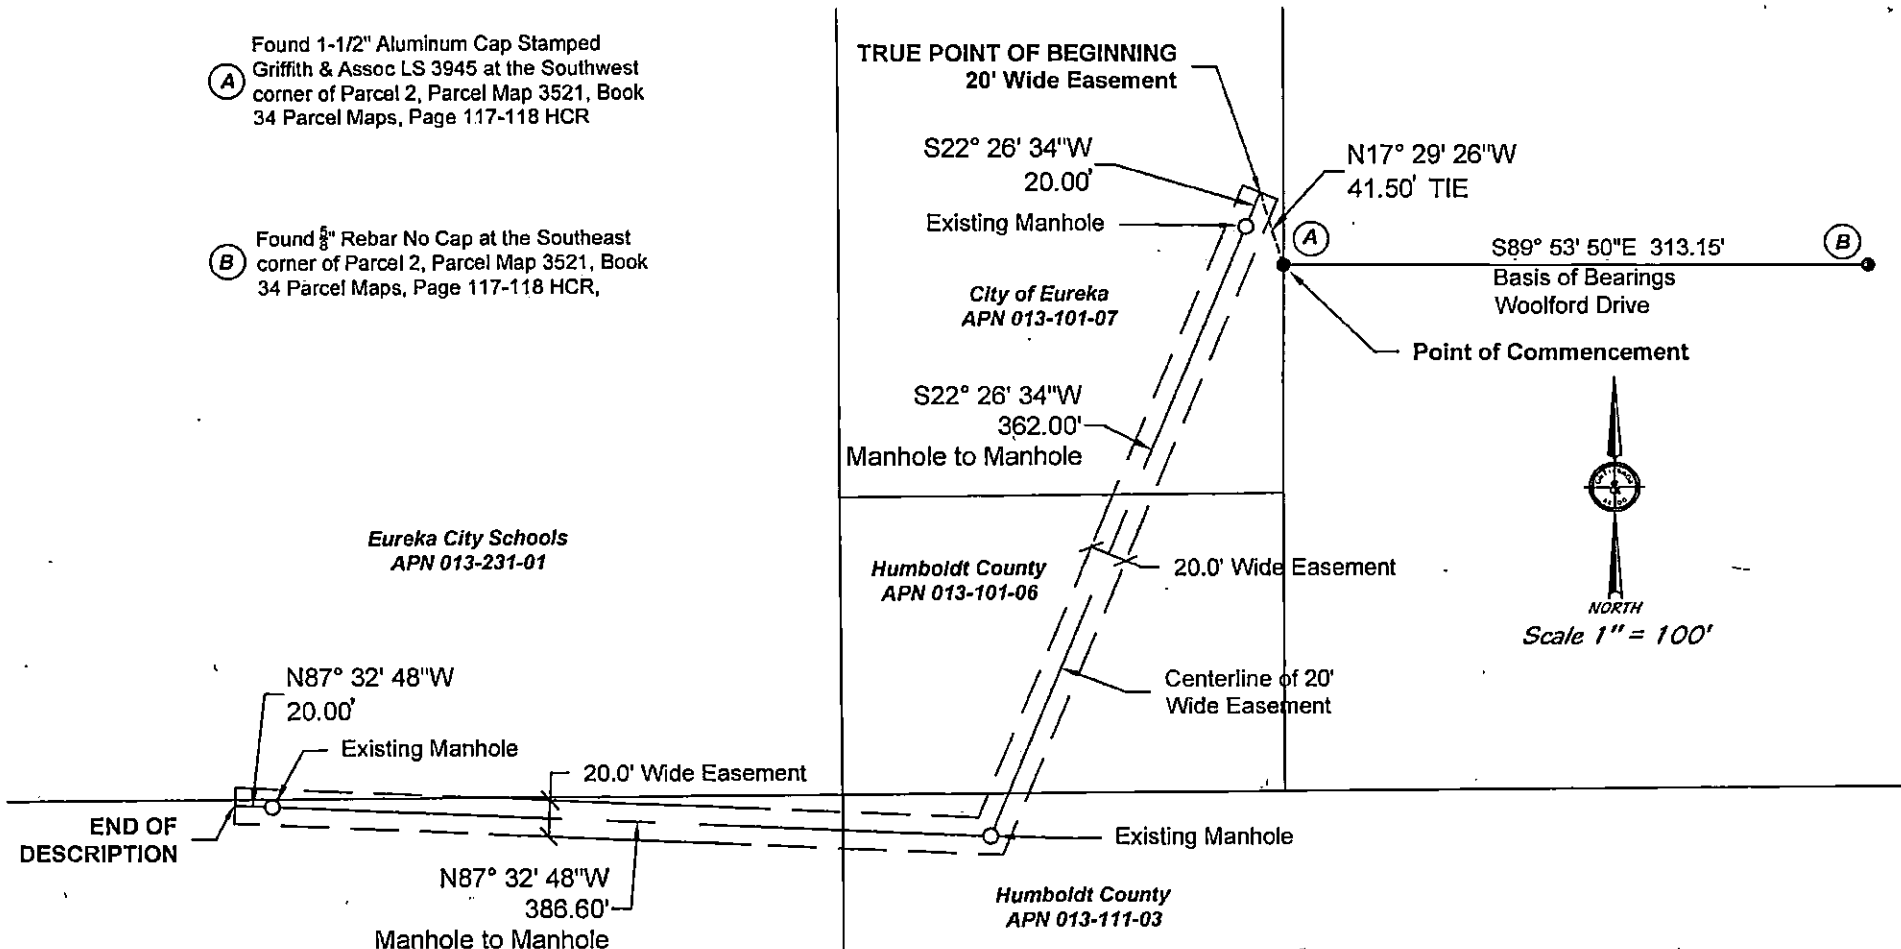 Found 1-1/2" Aluminum Cap Stamped
Griffith & Assoc LS 3945 at the Southwest
corner of Parcel 2, Parcel Map 3521, Book
34 Parcel Maps, Page 117-118 HCR
A
Found 5/8" Rebar No Cap at the Southeast
corner of Parcel 2, Parcel Map 3521, Book
34 Parcel Maps, Page 117-118 HCR,
B
TRUE POINT OF BEGINNING
20' Wide Easement
S22° 26' 34"W
20.00'
Existing Manhole
N17° 29' 26"W
41.50' TIE
A
S89° 53' 50"E 313.15'
B
Basis of Bearings
Woolford Drive
Point of Commencement
City of Eureka
APN 013-101-07
S22° 26' 34"W
362.00'
Manhole to Manhole
Eureka City Schools
APN 013-231-01
Humboldt County
APN 013-101-06
20.0' Wide Easement
NORTH
Scale 1" = 100'
Centerline of 20'
Wide Easement
N87° 32' 48"W
20.00'
Existing Manhole
20.0' Wide Easement
END OF
DESCRIPTION
Existing Manhole
N87° 32' 48"W
386.60'
Manhole to Manhole
Humboldt County
APN 013-111-03